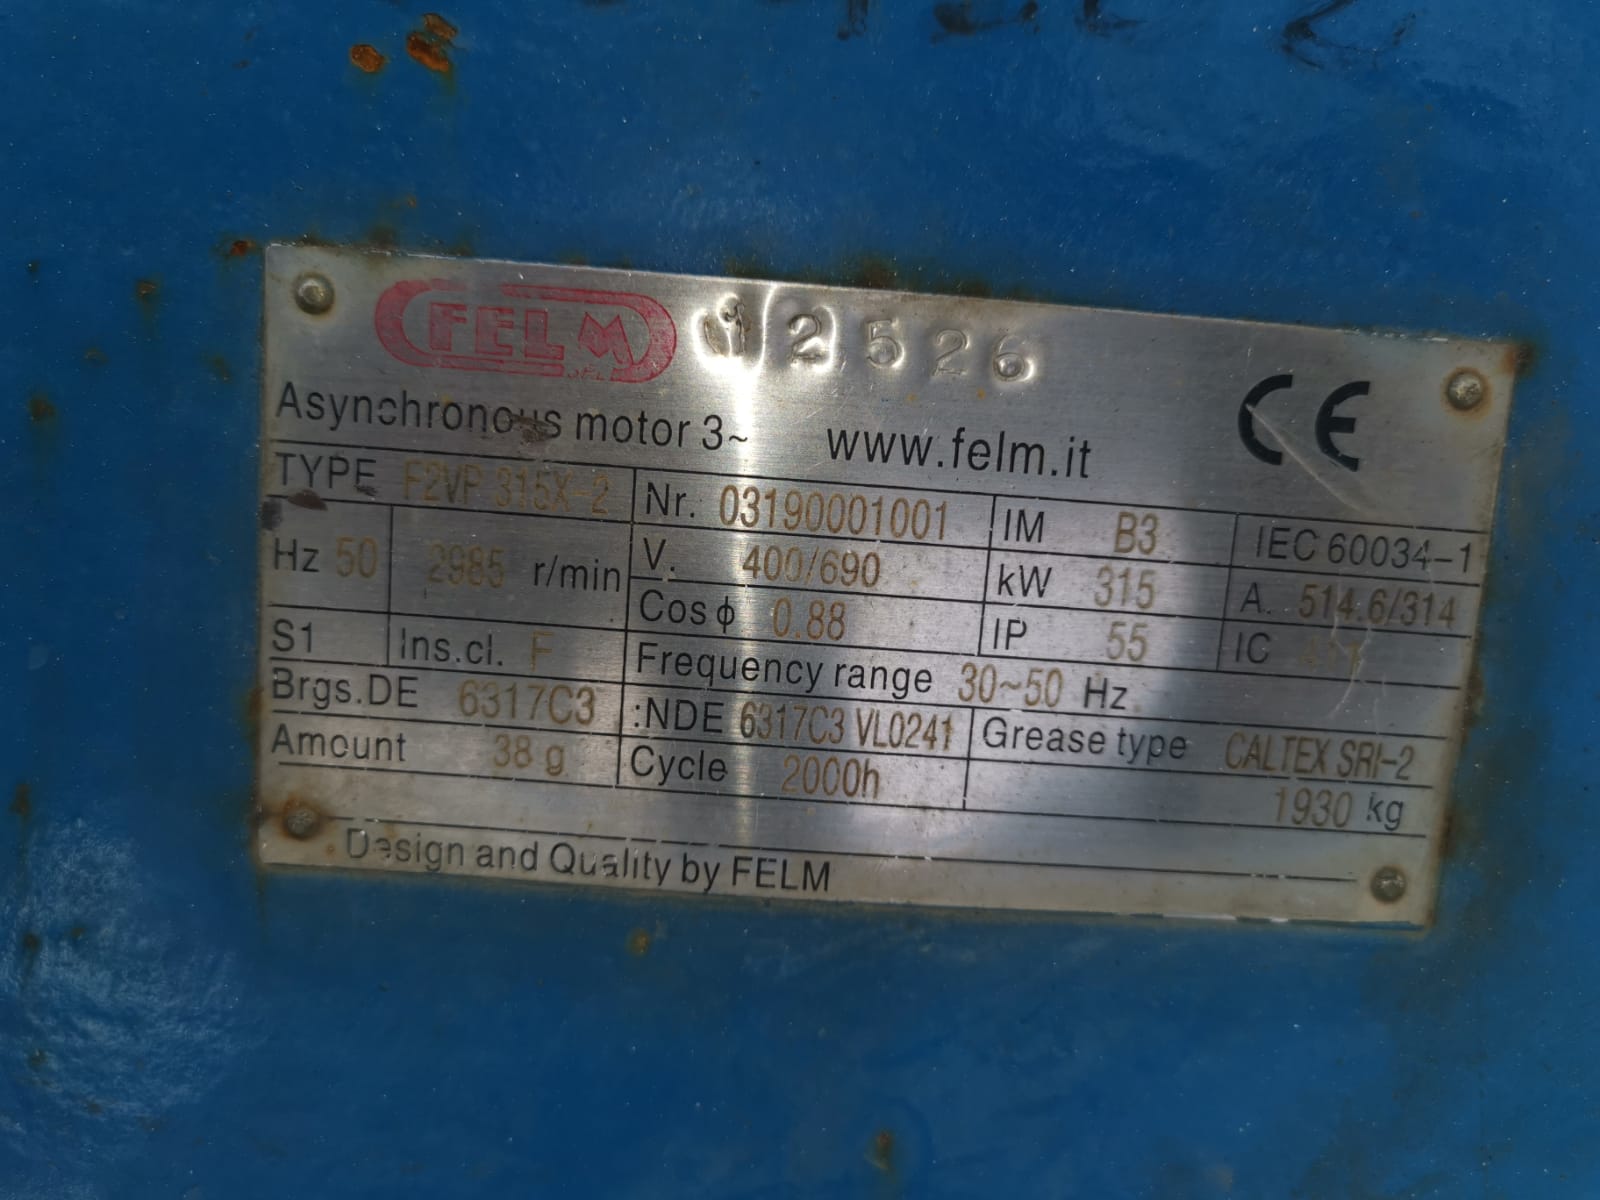 FELM 12526
SRL
Asynchronous motor 3~ www.felm.it CE
TYPE F2VP 315X-2 Nr. 03190001001 IM B3 IEC 60034-1
Hz 50 2985 r/min V. 400/690 kW 315 A. 514.6/314
Cos ϕ 0.88 IP 55 IC 411
S1 Ins.cl. F Frequency range 30~50 Hz
Brgs.DE 6317C3 :NDE 6317C3 VL0241 Grease type CALTEX SRI-2
Amount 38 g Cycle 2000h 1930 kg
Design and Quality by FELM